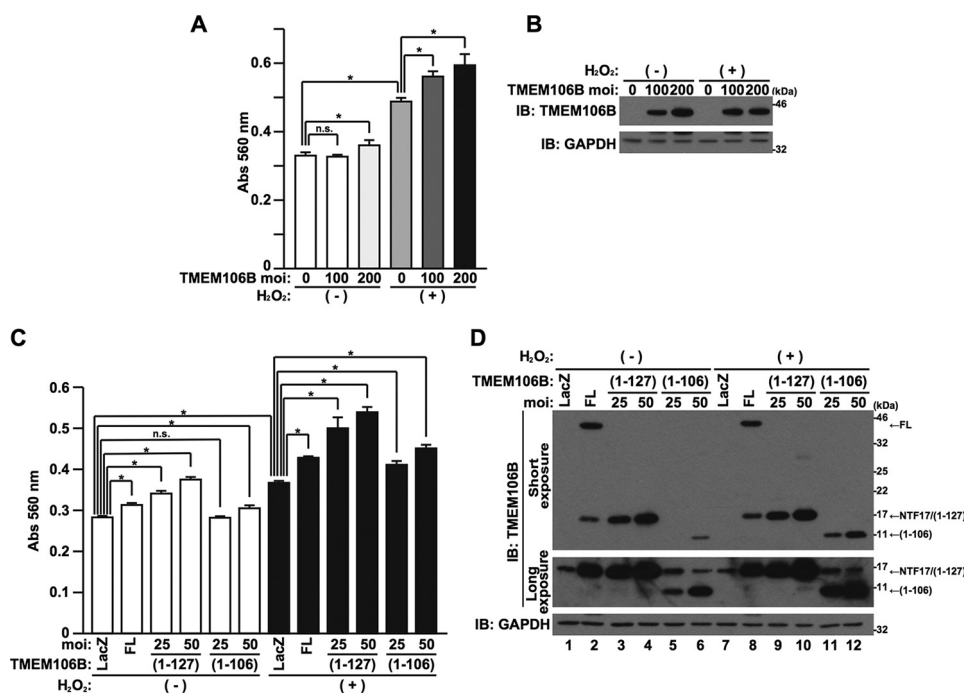 A
Abs 560 nm
0.6
0.4
0.2
0
*
*
*
*
n.s.
TMEM106B moi: 0 100 200 0 100 200
H₂O₂: ( - ) ( + )
B
H₂O₂: ( - ) ( + )
TMEM106B moi: 0 100 200 0 100 200 (kDa)
IB: TMEM106B -46
IB: GAPDH
-32
C
Abs 560 nm
0.6
0.5
0.4
0.3
0.2
0.1
0
*
*
*
*
*
*
n.s.
*
*
*
moi: LacZ FL 25 50 25 50 LacZ FL 25 50 25 50
TMEM106B: (1-127) (1-106) (1-127) (1-106)
H₂O₂: ( - ) ( + )
D
H₂O₂: ( - ) ( + )
TMEM106B: LacZ FL (1-127) (1-106) LacZ FL (1-127) (1-106)
moi: 25 50 25 50 25 50 25 50 (kDa)
IB: TMEM106B
Short exposure
-46
←FL
-32
-25
-22
-17 ←NTF17/(1-127)
-11 ←(1-106)
Long exposure
-17 ←NTF17/(1-127)
-11 ←(1-106)
IB: GAPDH
-32
1 2 3 4 5 6 7 8 9 10 11 12